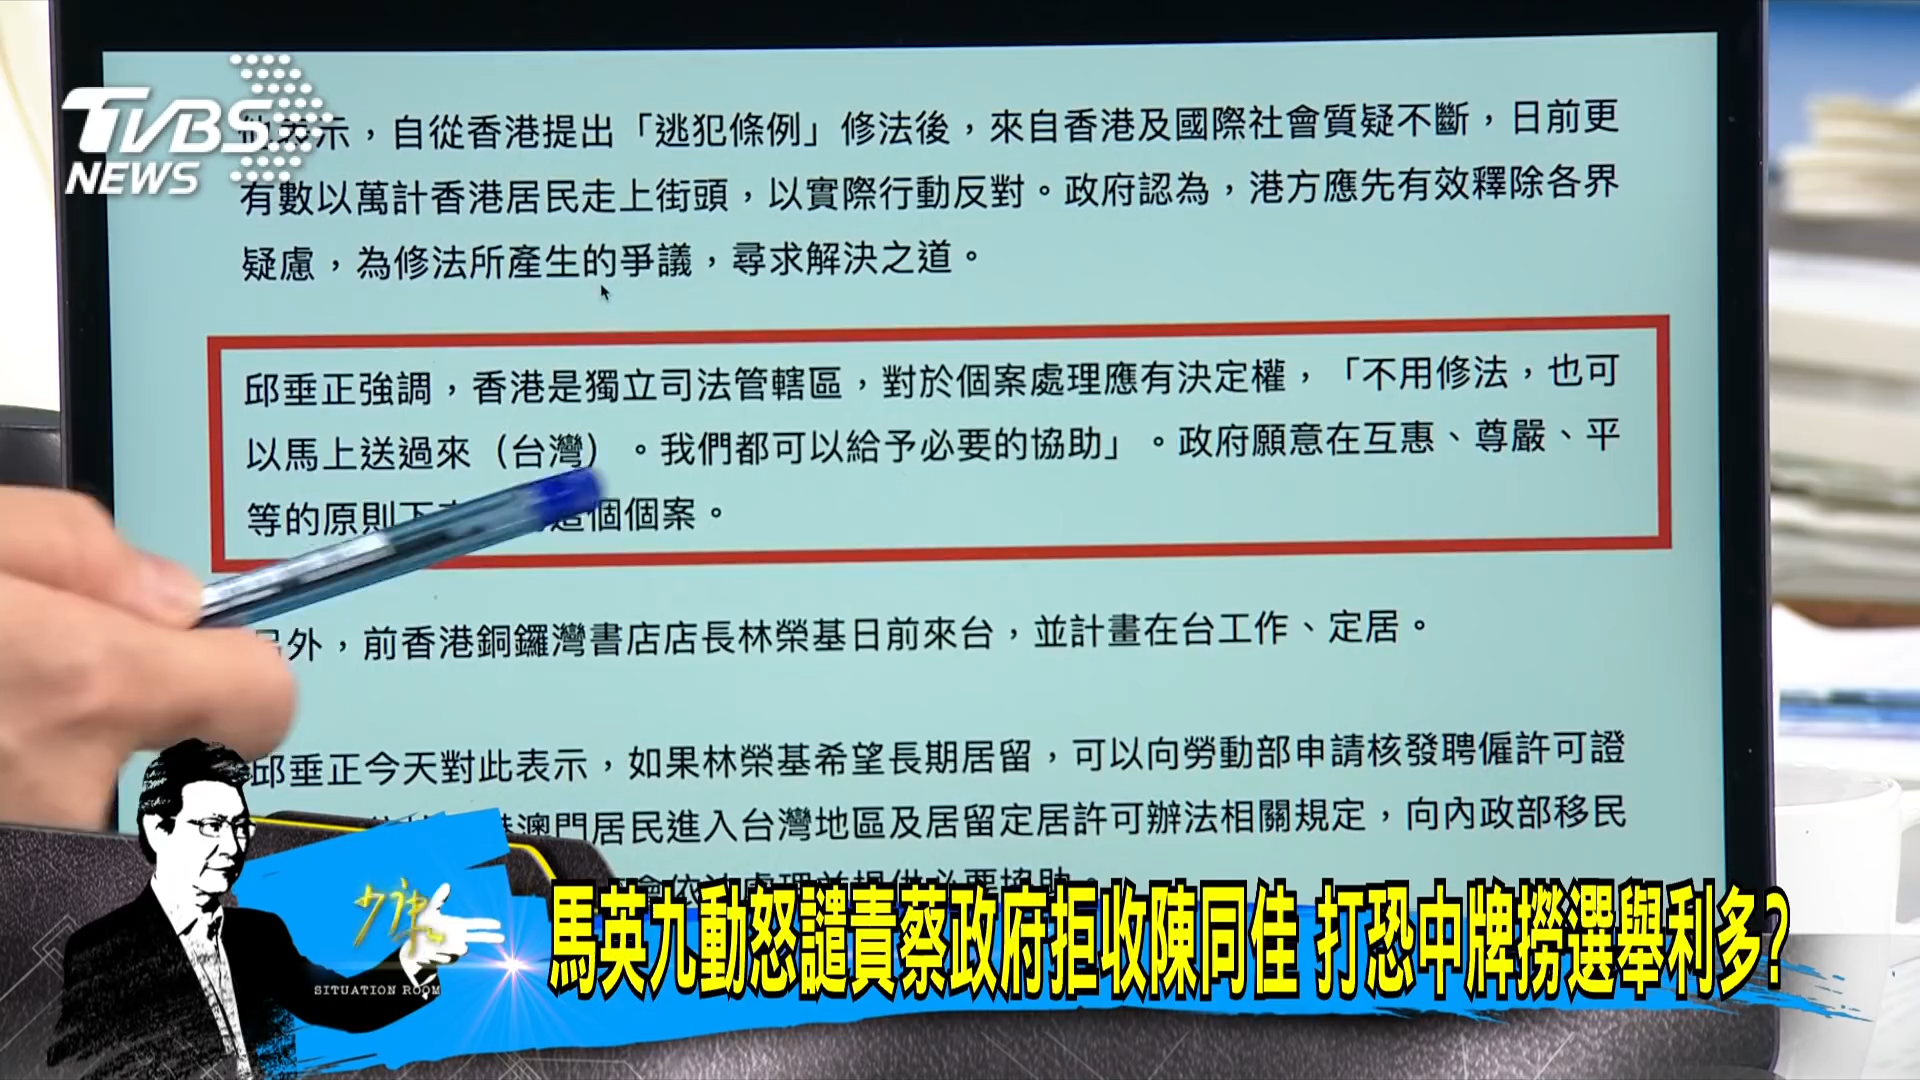 TVBS
NEWS
表示，自從香港提出「逃犯條例」修法後，來自香港及國際社會質疑不斷，日前更
有數以萬計香港居民走上街頭，以實際行動反對。政府認為，港方應先有效釋除各界
疑慮，為修法所產生的爭議，尋求解決之道。
邱垂正強調，香港是獨立司法管轄區，對於個案處理應有決定權，「不用修法，也可
以馬上送過來（台灣）。我們都可以給予必要的協助」。政府願意在互惠、尊嚴、平
等的原則下 個個案。
外，前香港銅鑼灣書店店長林榮基日前來台，並計畫在台工作、定居。
邱垂正今天對此表示，如果林榮基希望長期居留，可以向勞動部申請核發聘僱許可證
澳門居民進入台灣地區及居留定居許可辦法相關規定，向內政部移民
少康
SITUATION ROOM
馬英九動怒譴責蔡政府拒收陳同佳 打恐中牌撈選舉利多?